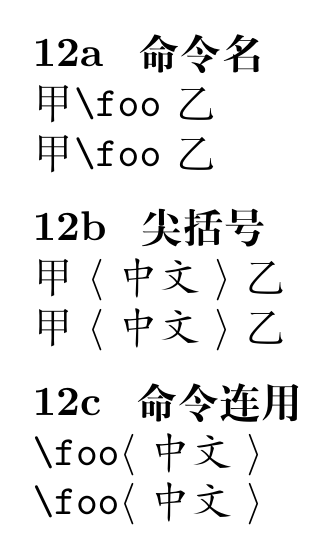 12a 命令名
甲\foo 乙
甲\foo 乙
12b 尖括号
甲〈中文〉乙
甲〈中文〉乙
12c 命令连用
\foo〈中文〉
\foo〈中文〉